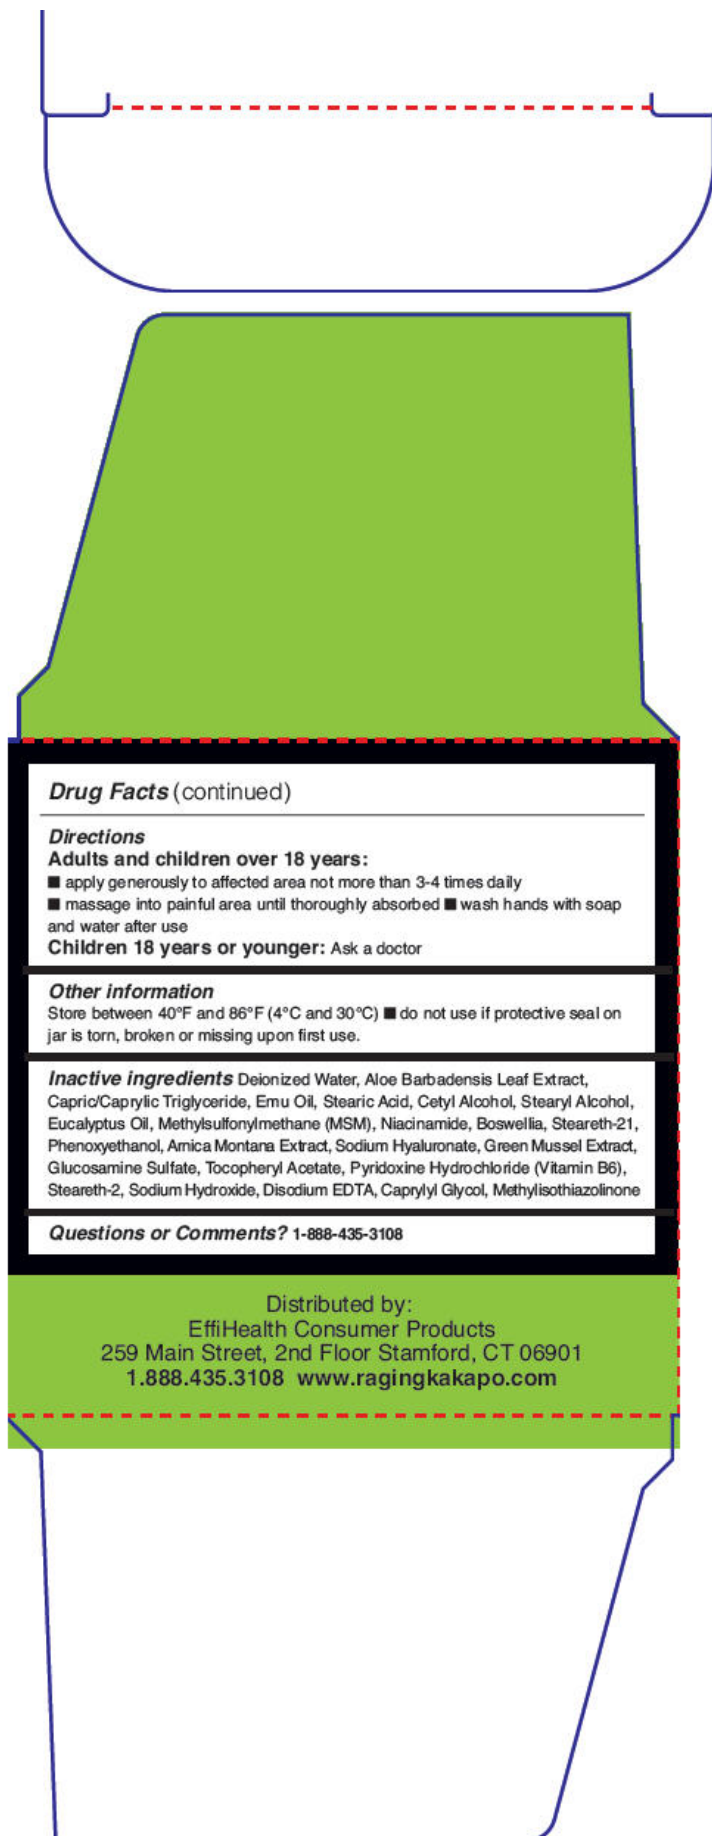 Drug Facts (continued)
Directions
Adults and children over 18 years:
■ apply generously to affected area not more than 3-4 times daily
■ massage into painful area until thoroughly absorbed ■ wash hands with soap
and water after use
Children 18 years or younger: Ask a doctor
Other information
Store between 40°F and 86°F (4°C and 30°C) ■ do not use if protective seal on
jar is torn, broken or missing upon first use.
Inactive ingredients Deionized Water, Aloe Barbadensis Leaf Extract,
Capric/Caprylic Triglyceride, Emu Oil, Stearic Acid, Cetyl Alcohol, Stearyl Alcohol,
Eucalyptus Oil, Methylsulfonylmethane (MSM), Niacinamide, Boswellia, Steareth-21,
Phenoxyethanol, Arnica Montana Extract, Sodium Hyaluronate, Green Mussel Extract,
Glucosamine Sulfate, Tocopheryl Acetate, Pyridoxine Hydrochloride (Vitamin B6),
Steareth-2, Sodium Hydroxide, Disodium EDTA, Caprylyl Glycol, Methylisothiazolinone
Questions or Comments? 1-888-435-3108
Distributed by:
EffiHealth Consumer Products
259 Main Street, 2nd Floor Stamford, CT 06901
1.888.435.3108 www.ragingkakapo.com